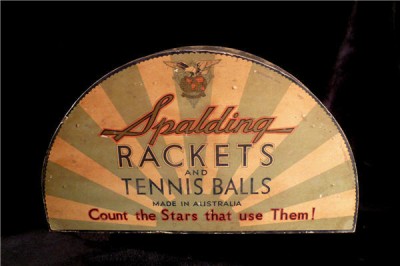 Spalding
RACKETS
AND
TENNIS BALLS
MADE IN AUSTRALIA
Count the Stars that use Them!